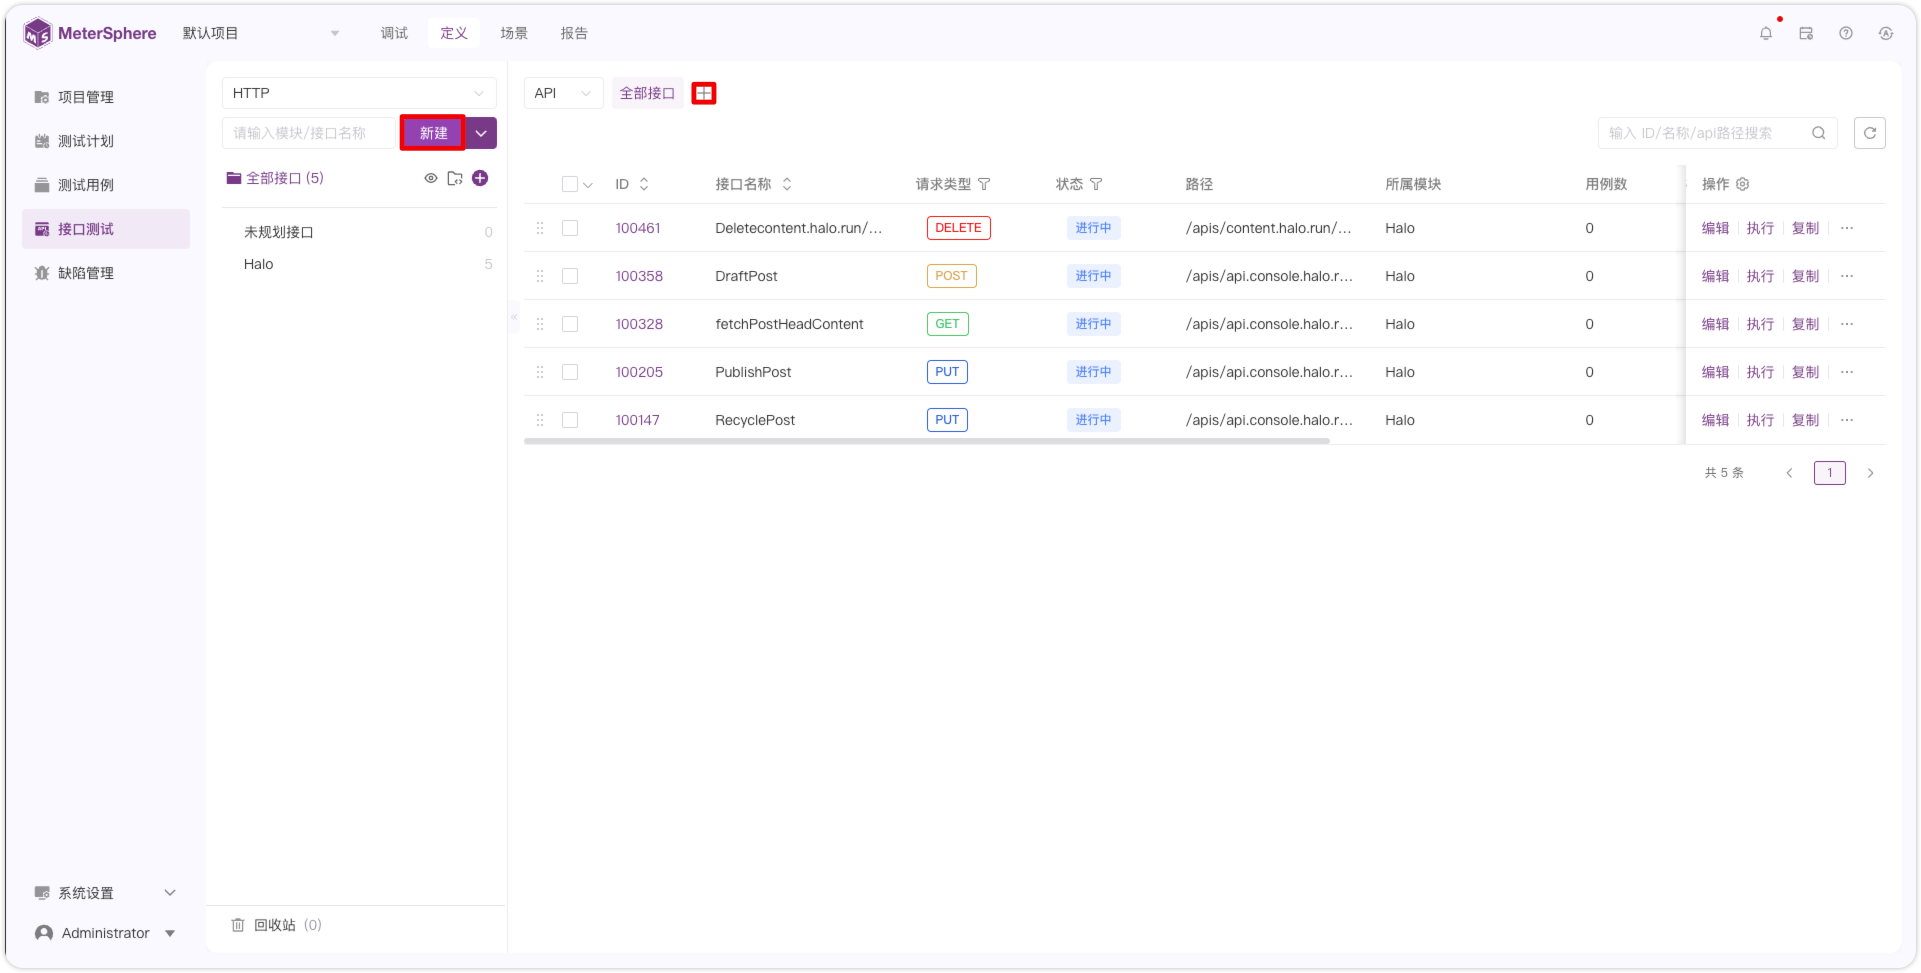 MeterSphere 默认项目 调试 定义 场景 报告
项目管理
测试计划
测试用例
接口测试
缺陷管理
系统设置
Administrator
HTTP
请输入模块/接口名称 新建
全部接口 (5)
未规划接口 0
Halo 5
回收站 (0)
API 全部接口
输入 ID/名称/api路径搜索
ID 接口名称 请求类型 状态 路径 所属模块 用例数 操作
100461 Deletecontent.halo.run/... DELETE 进行中 /apis/content.halo.run/... Halo 0 编辑 执行 复制 ...
100358 DraftPost POST 进行中 /apis/api.console.halo.r... Halo 0 编辑 执行 复制 ...
100328 fetchPostHeadContent GET 进行中 /apis/api.console.halo.r... Halo 0 编辑 执行 复制 ...
100205 PublishPost PUT 进行中 /apis/api.console.halo.r... Halo 0 编辑 执行 复制 ...
100147 RecyclePost PUT 进行中 /apis/api.console.halo.r... Halo 0 编辑 执行 复制 ...
共 5 条 1